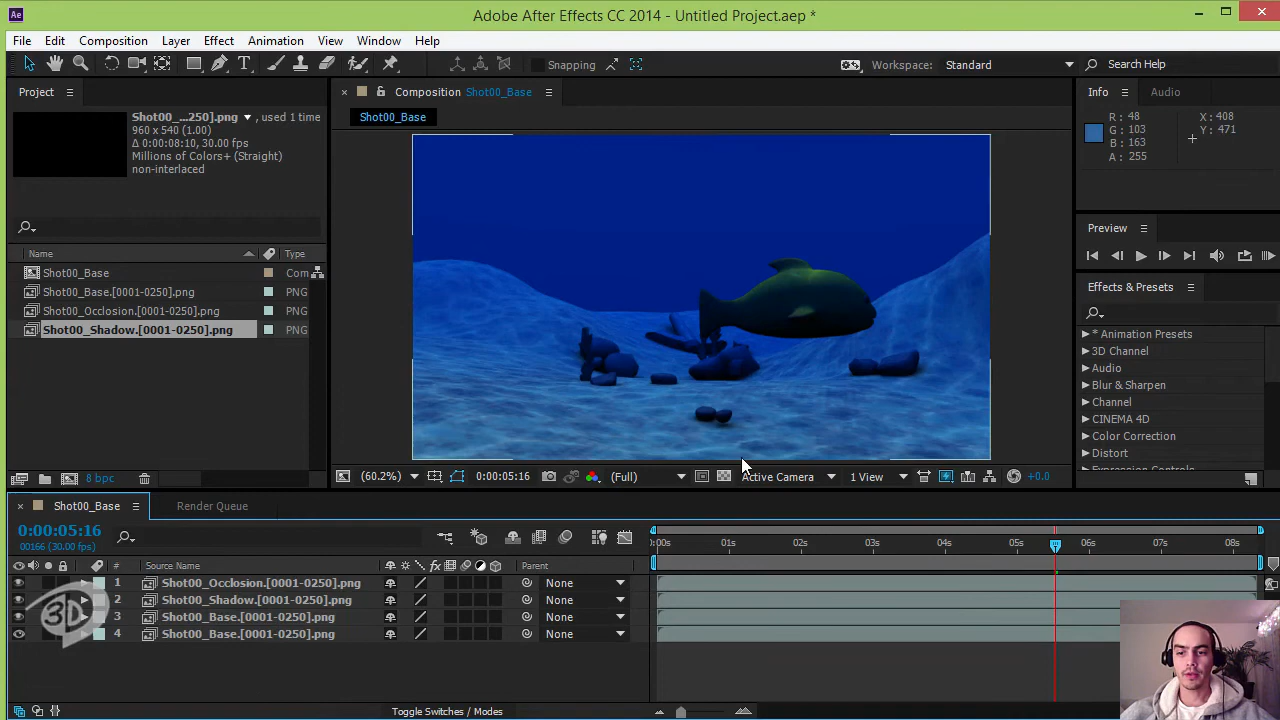 Ae
Adobe After Effects CC 2014 - Untitled Project.aep *
File Edit Composition Layer Effect Animation View Window Help
Snapping Workspace: Standard Search Help
Project
Shot00_...250].png ▼, used 1 time
960 x 540 (1.00)
Δ 0:00:08:10, 30.00 fps
Millions of Colors+ (Straight)
non-interlaced
Name Type
Shot00_Base Com
Shot00_Base.[0001-0250].png PNG
Shot00_Occlusion.[0001-0250].png PNG
Shot00_Shadow.[0001-0250].png PNG
8 bpc
Composition Shot00_Base
Shot00_Base
(60.2%) 0:00:05:16 (Full) Active Camera 1 View +0.0
Info Audio
R: 48 X: 408
G: 103 Y: 471
B: 163
A: 255
Preview
Effects & Presets
* Animation Presets
3D Channel
Audio
Blur & Sharpen
Channel
CINEMA 4D
Color Correction
Distort
Expression Controls
Shot00_Base Render Queue
0:00:05:16
00166 (30.00 fps)
# Source Name Parent
1 Shot00_Occlusion.[0001-0250].png None
2 Shot00_Shadow.[0001-0250].png None
3 Shot00_Base.[0001-0250].png None
4 Shot00_Base.[0001-0250].png None
:00s 01s 02s 03s 04s 05s 06s 07s 08s
3D
Toggle Switches / Modes